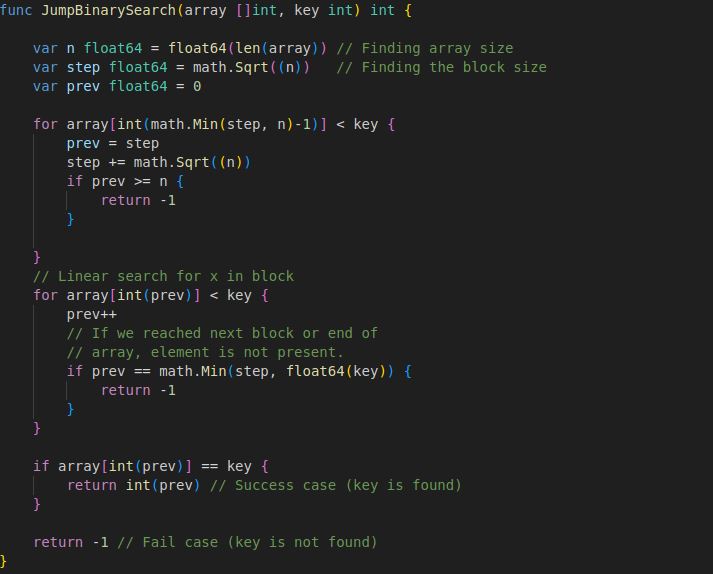 func JumpBinarySearch(array []int, key int) int {
    var n float64 = float64(len(array)) // Finding array size
    var step float64 = math.Sqrt((n))   // Finding the block size
    var prev float64 = 0
    for array[int(math.Min(step, n)-1)] < key {
        prev = step
        step += math.Sqrt((n))
        if prev >= n {
            return -1
        }
    }
    // Linear search for x in block
    for array[int(prev)] < key {
        prev++
        // If we reached next block or end of
        // array, element is not present.
        if prev == math.Min(step, float64(key)) {
            return -1
        }
    }
    if array[int(prev)] == key {
        return int(prev) // Success case (key is found)
    }
    return -1 // Fail case (key is not found)
}